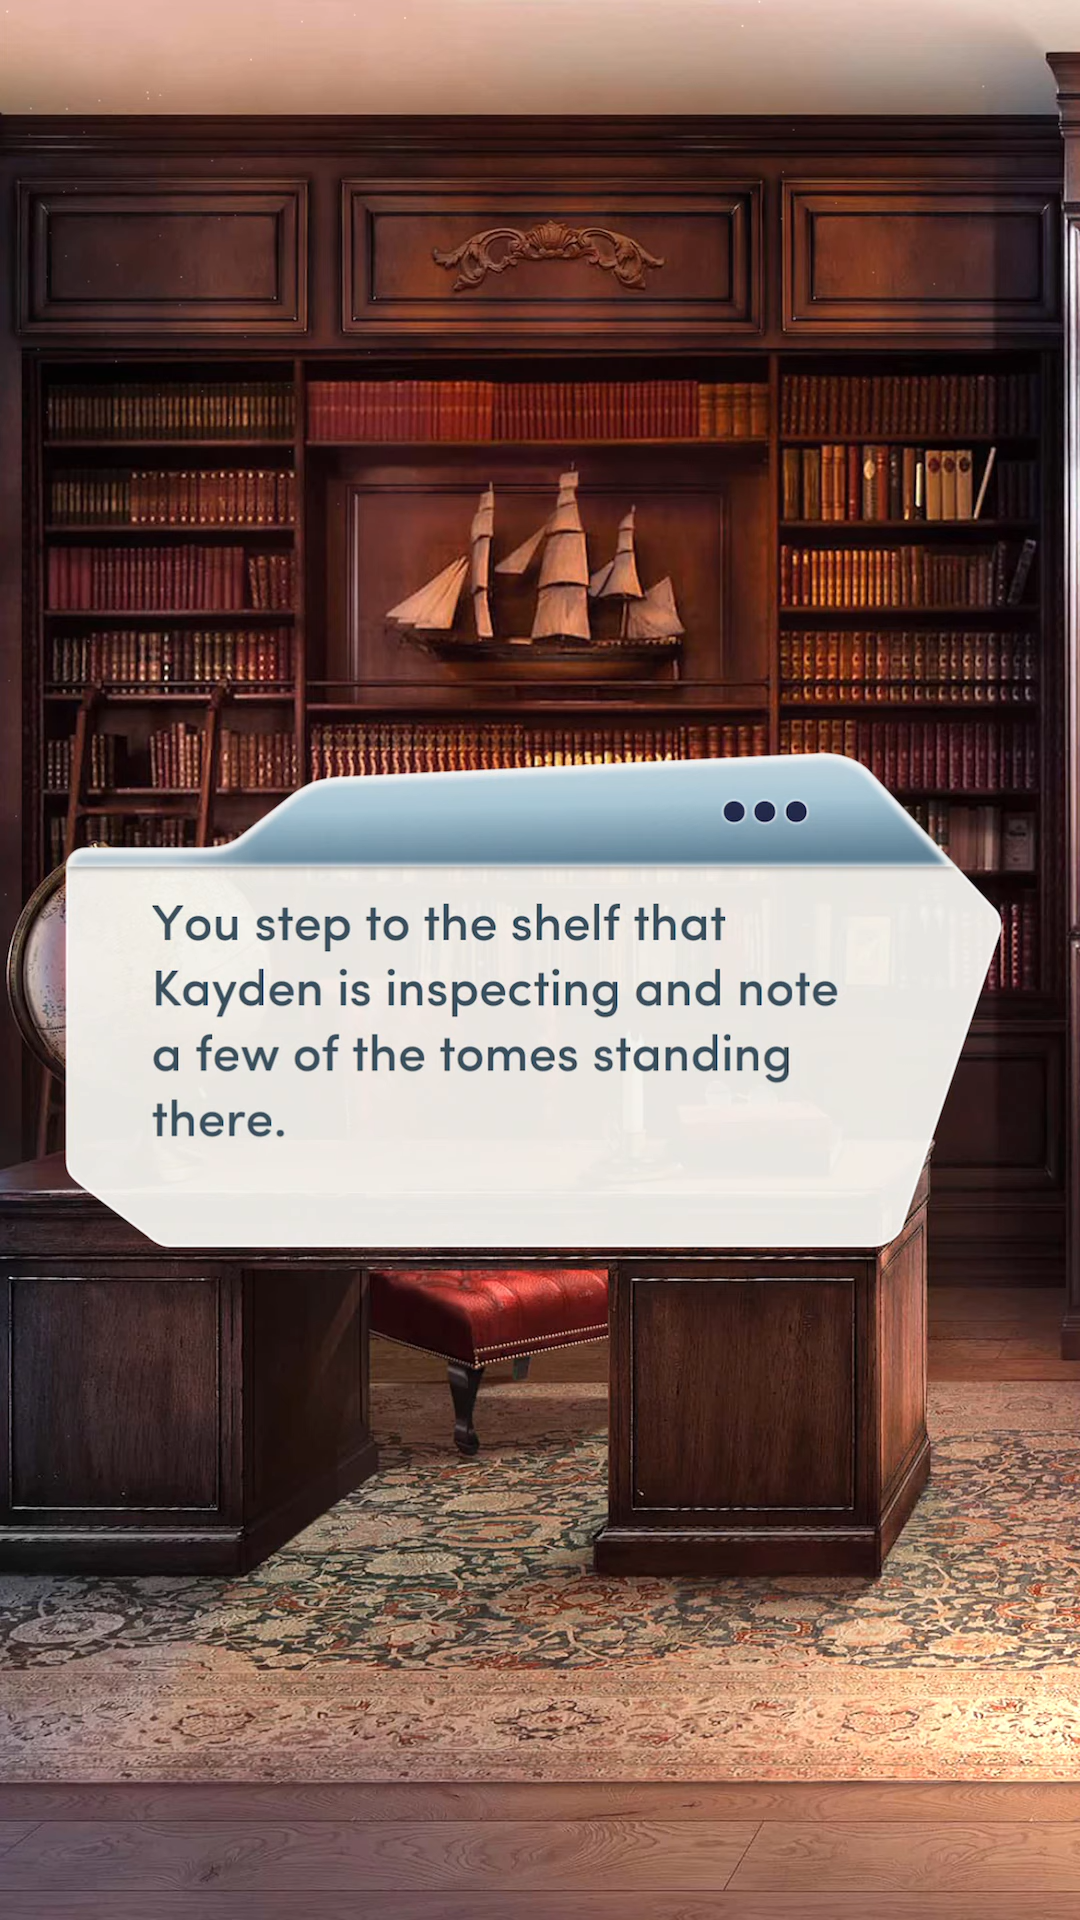 You step to the shelf that
Kayden is inspecting and note
a few of the tomes standing
there.